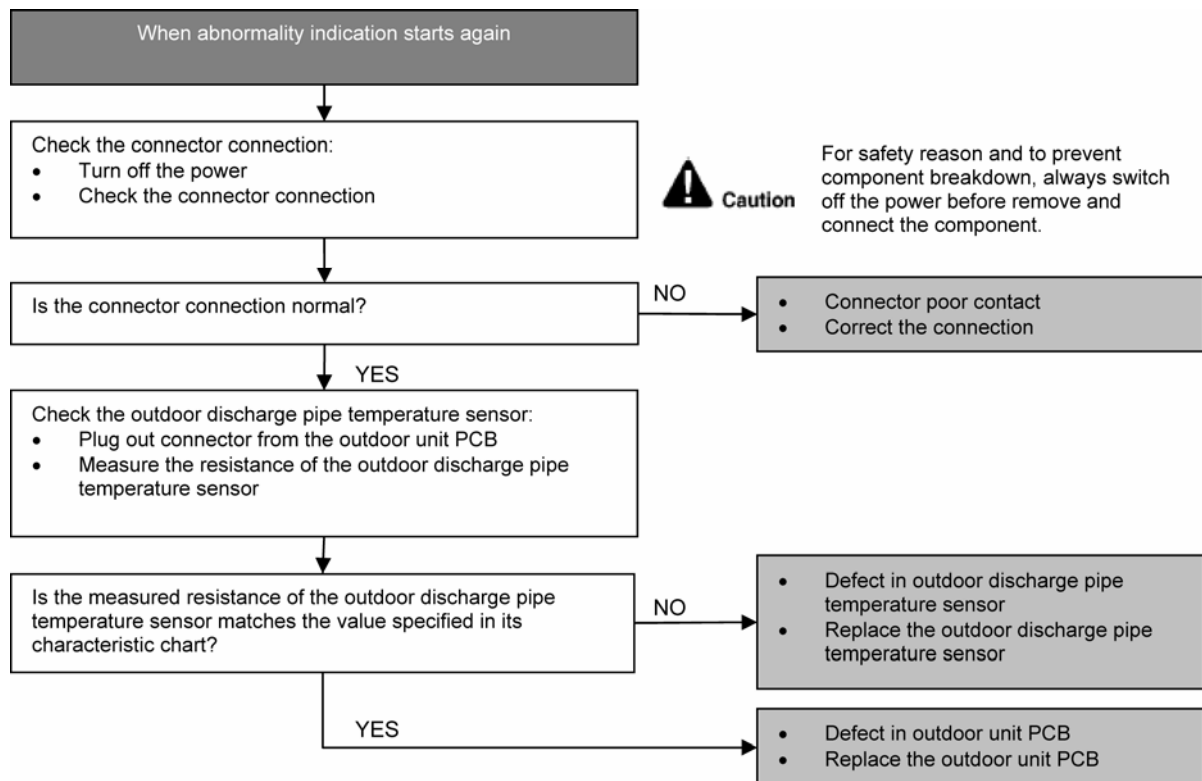 When abnormality indication starts again
Check the connector connection:
• Turn off the power
• Check the connector connection
Caution
For safety reason and to prevent
component breakdown, always switch
off the power before remove and
connect the component.
Is the connector connection normal?
NO
• Connector poor contact
• Correct the connection
YES
Check the outdoor discharge pipe temperature sensor:
• Plug out connector from the outdoor unit PCB
• Measure the resistance of the outdoor discharge pipe
temperature sensor
Is the measured resistance of the outdoor discharge pipe
temperature sensor matches the value specified in its
characteristic chart?
NO
• Defect in outdoor discharge pipe
temperature sensor
• Replace the outdoor discharge pipe
temperature sensor
YES
• Defect in outdoor unit PCB
• Replace the outdoor unit PCB